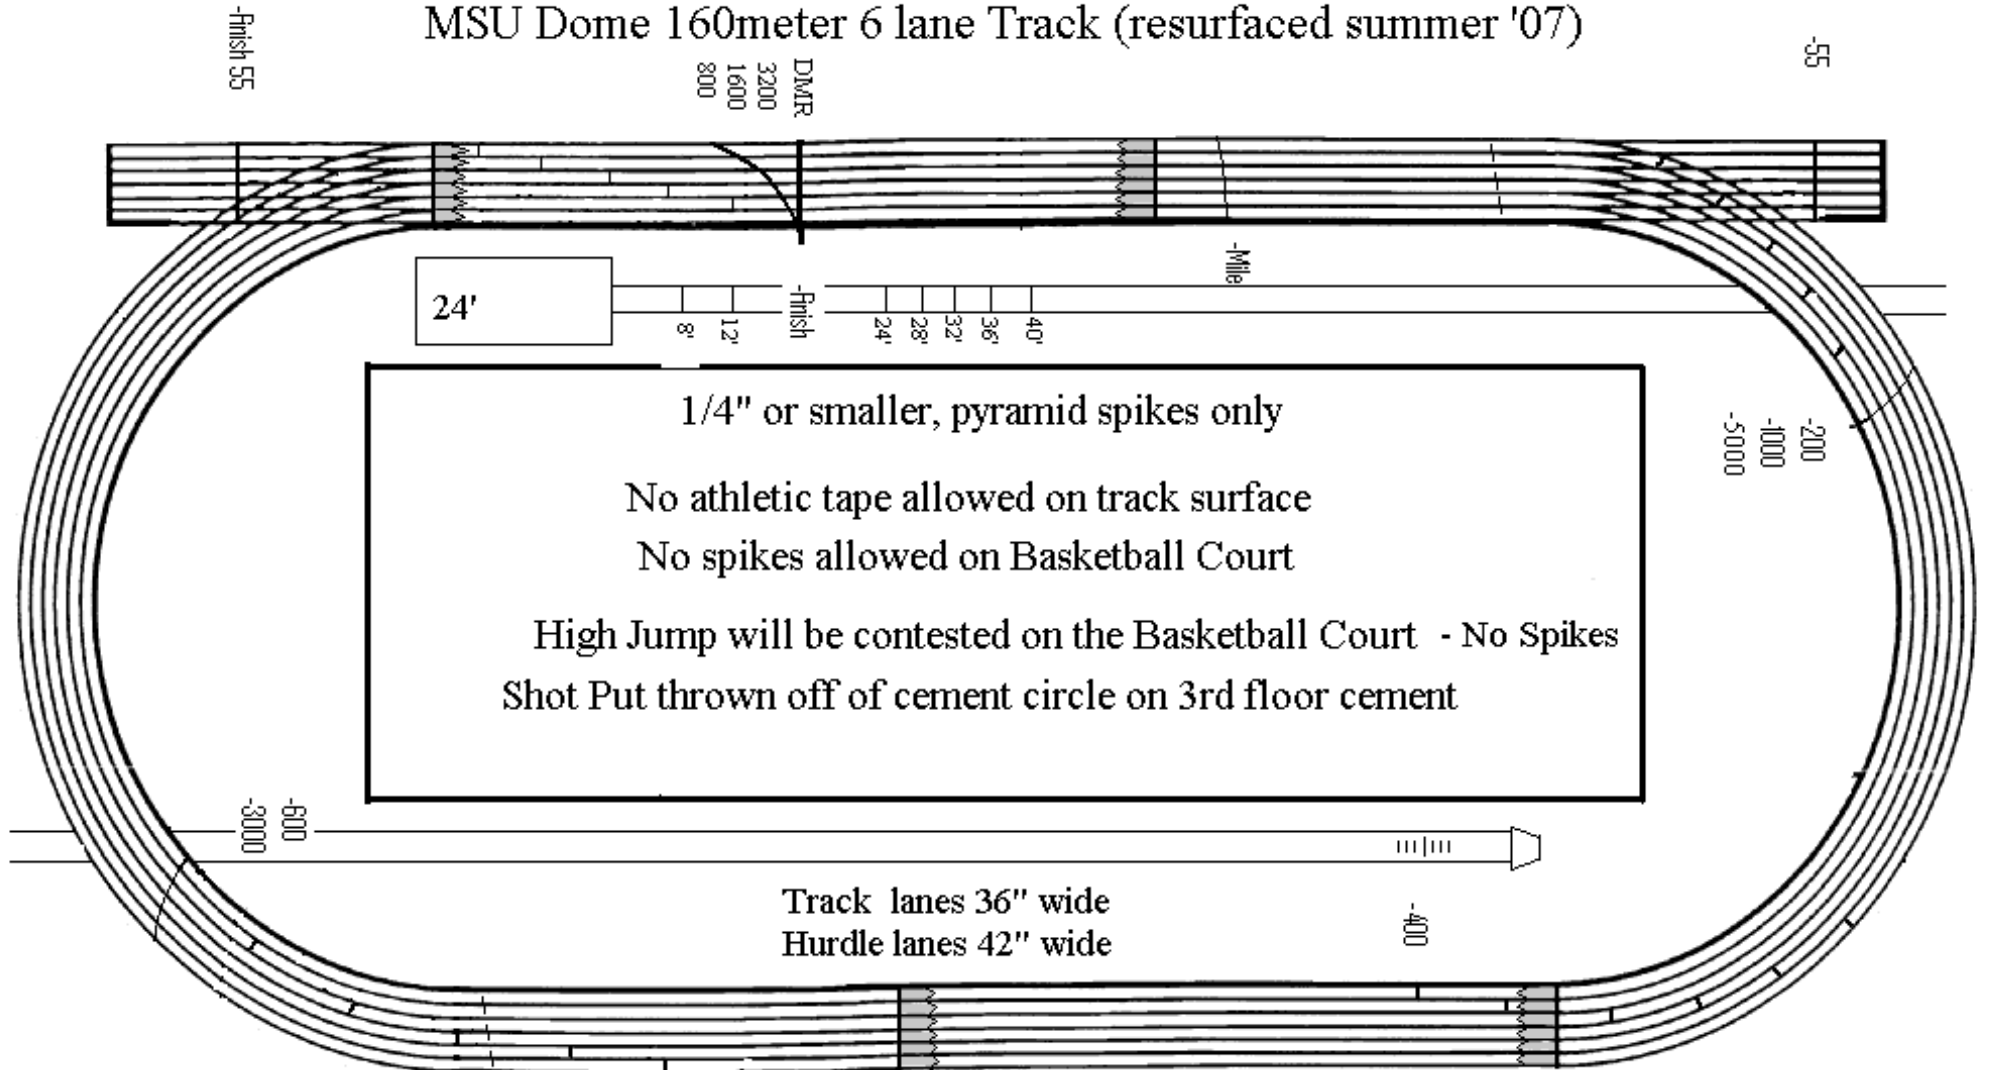 MSU Dome 160meter 6 lane Track (resurfaced summer '07)
-Finish 55
800
1600
3200
DMR
-55
-Mile
24'
8'
12'
-Finish
24'
28'
32'
36'
40'
1/4" or smaller, pyramid spikes only
-5000
-1000
-200
No athletic tape allowed on track surface
No spikes allowed on Basketball Court
High Jump will be contested on the Basketball Court - No Spikes
Shot Put thrown off of cement circle on 3rd floor cement
-3000
-600
Track lanes 36" wide
Hurdle lanes 42" wide
-400